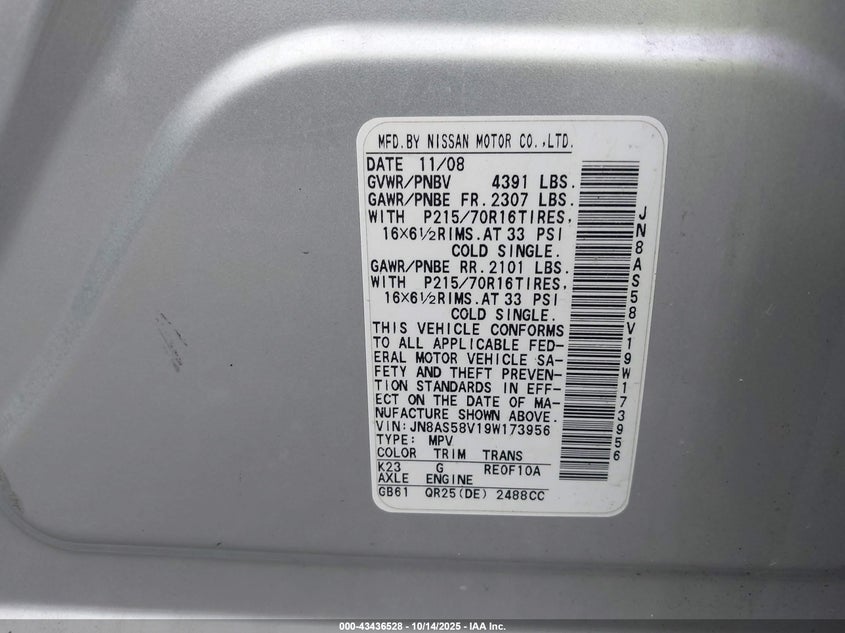 MFD.BY NISSAN MOTOR CO.,LTD.
DATE 11/08
GVWR/PNBV 4391 LBS.
GAWR/PNBE FR.2307 LBS.
WITH P215/70R16TIRES,
16×6½RIMS.AT 33 PSI
COLD SINGLE.
GAWR/PNBE RR.2101 LBS.
WITH P215/70R16TIRES,
16×6½RIMS.AT 33 PSI
COLD SINGLE.
THIS VEHICLE CONFORMS
TO ALL APPLICABLE FED-
ERAL MOTOR VEHICLE SA-
FETY AND THEFT PREVEN-
TION STANDARDS IN EFF-
ECT ON THE DATE OF MA-
NUFACTURE SHOWN ABOVE.
VIN:JN8AS58V19W173956
TYPE: MPV
COLOR TRIM TRANS
K23 G RE0F10A
AXLE ENGINE
GB61 QR25(DE) 2488CC
JN8AS58V19W173956
000-43436528 - 10/14/2025 - IAA Inc.